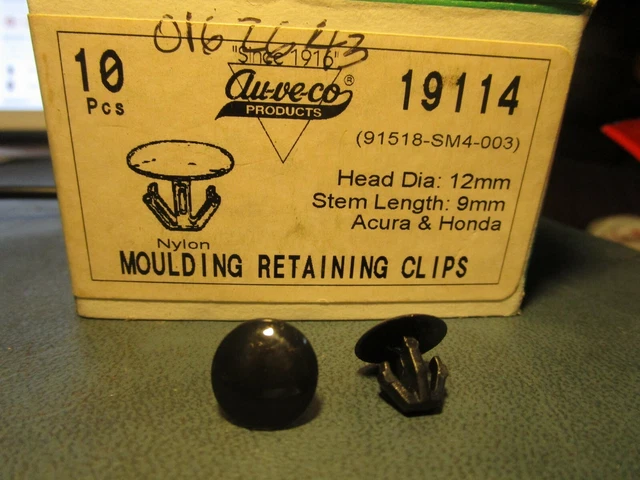 10
Pcs
"Since 1916"
Au-ve-co®
PRODUCTS
19114
(91518-SM4-003)
Head Dia: 12mm
Stem Length: 9mm
Acura & Honda
Nylon
MOULDING RETAINING CLIPS